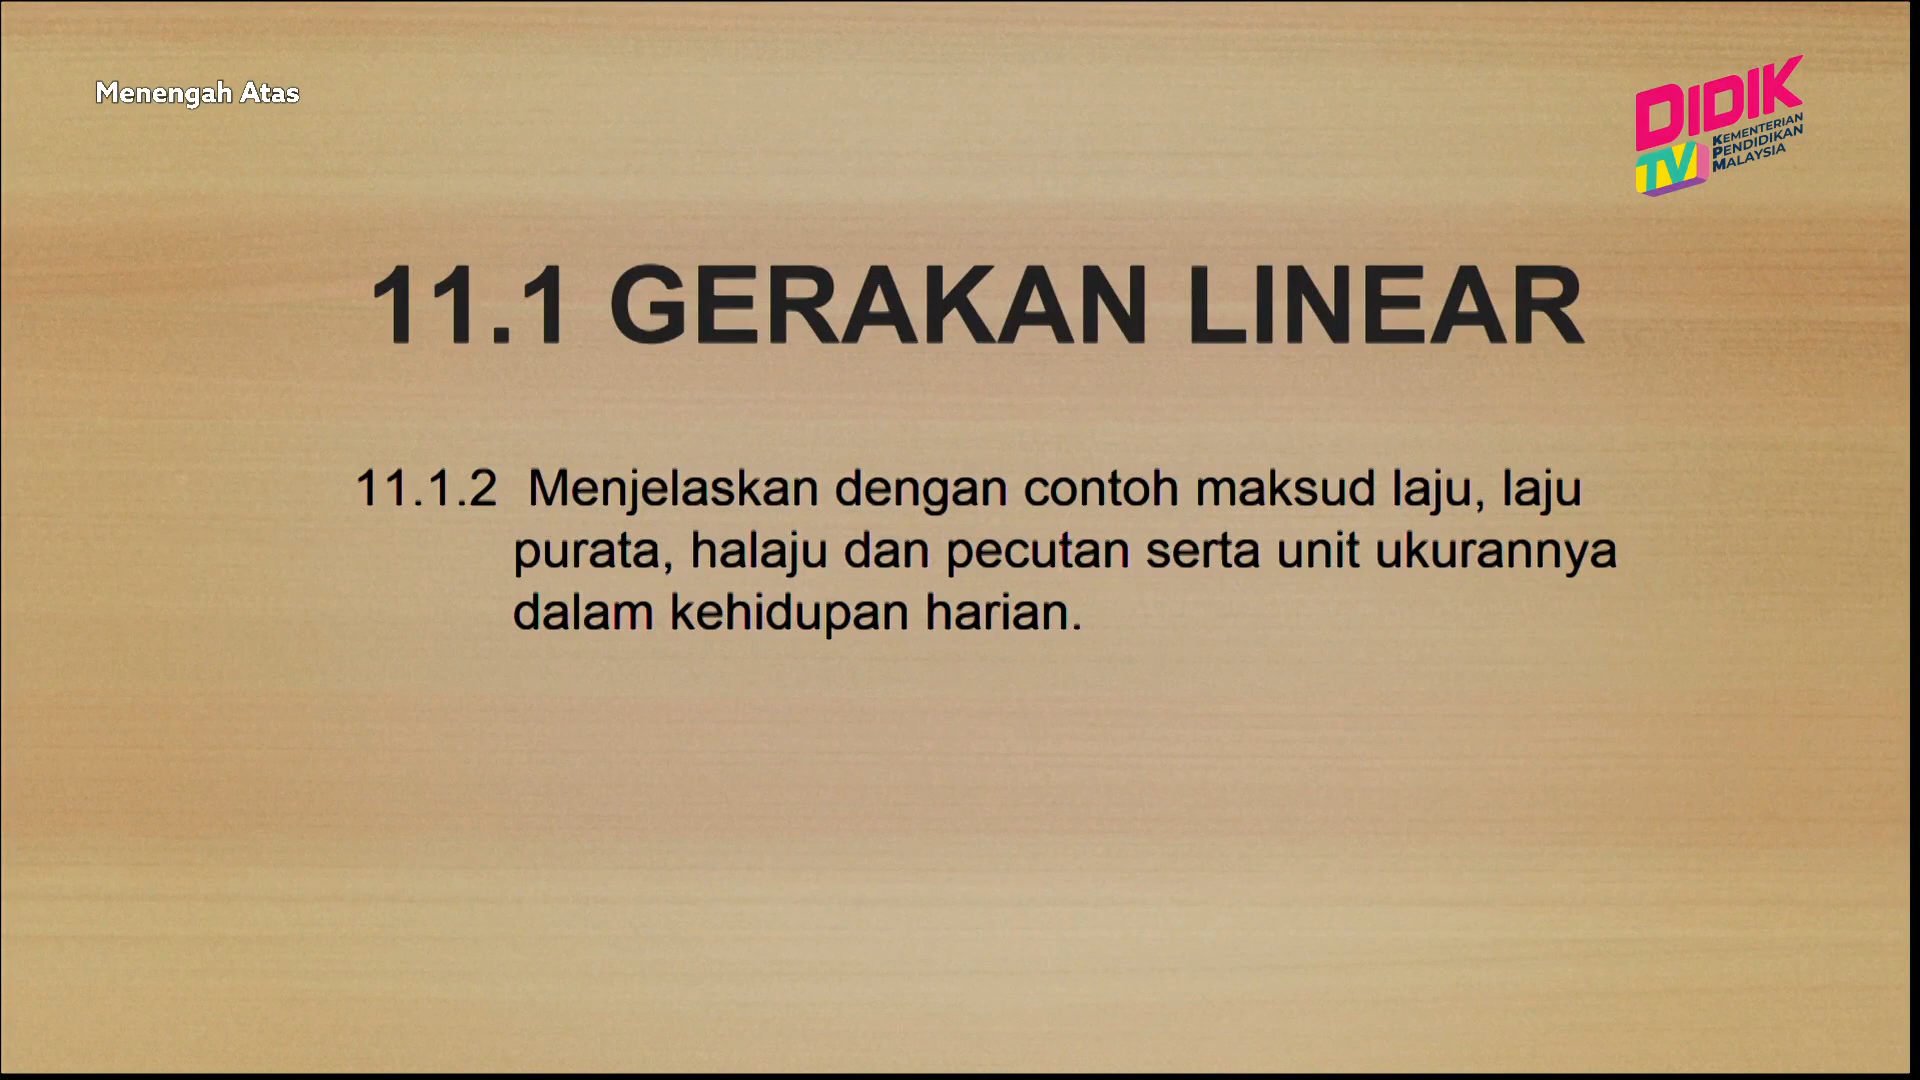 Menengah Atas
DIDIK
TV
KEMENTERIAN
PENDIDIKAN
MALAYSIA
11.1 GERAKAN LINEAR
11.1.2 Menjelaskan dengan contoh maksud laju, laju
purata, halaju dan pecutan serta unit ukurannya
dalam kehidupan harian.